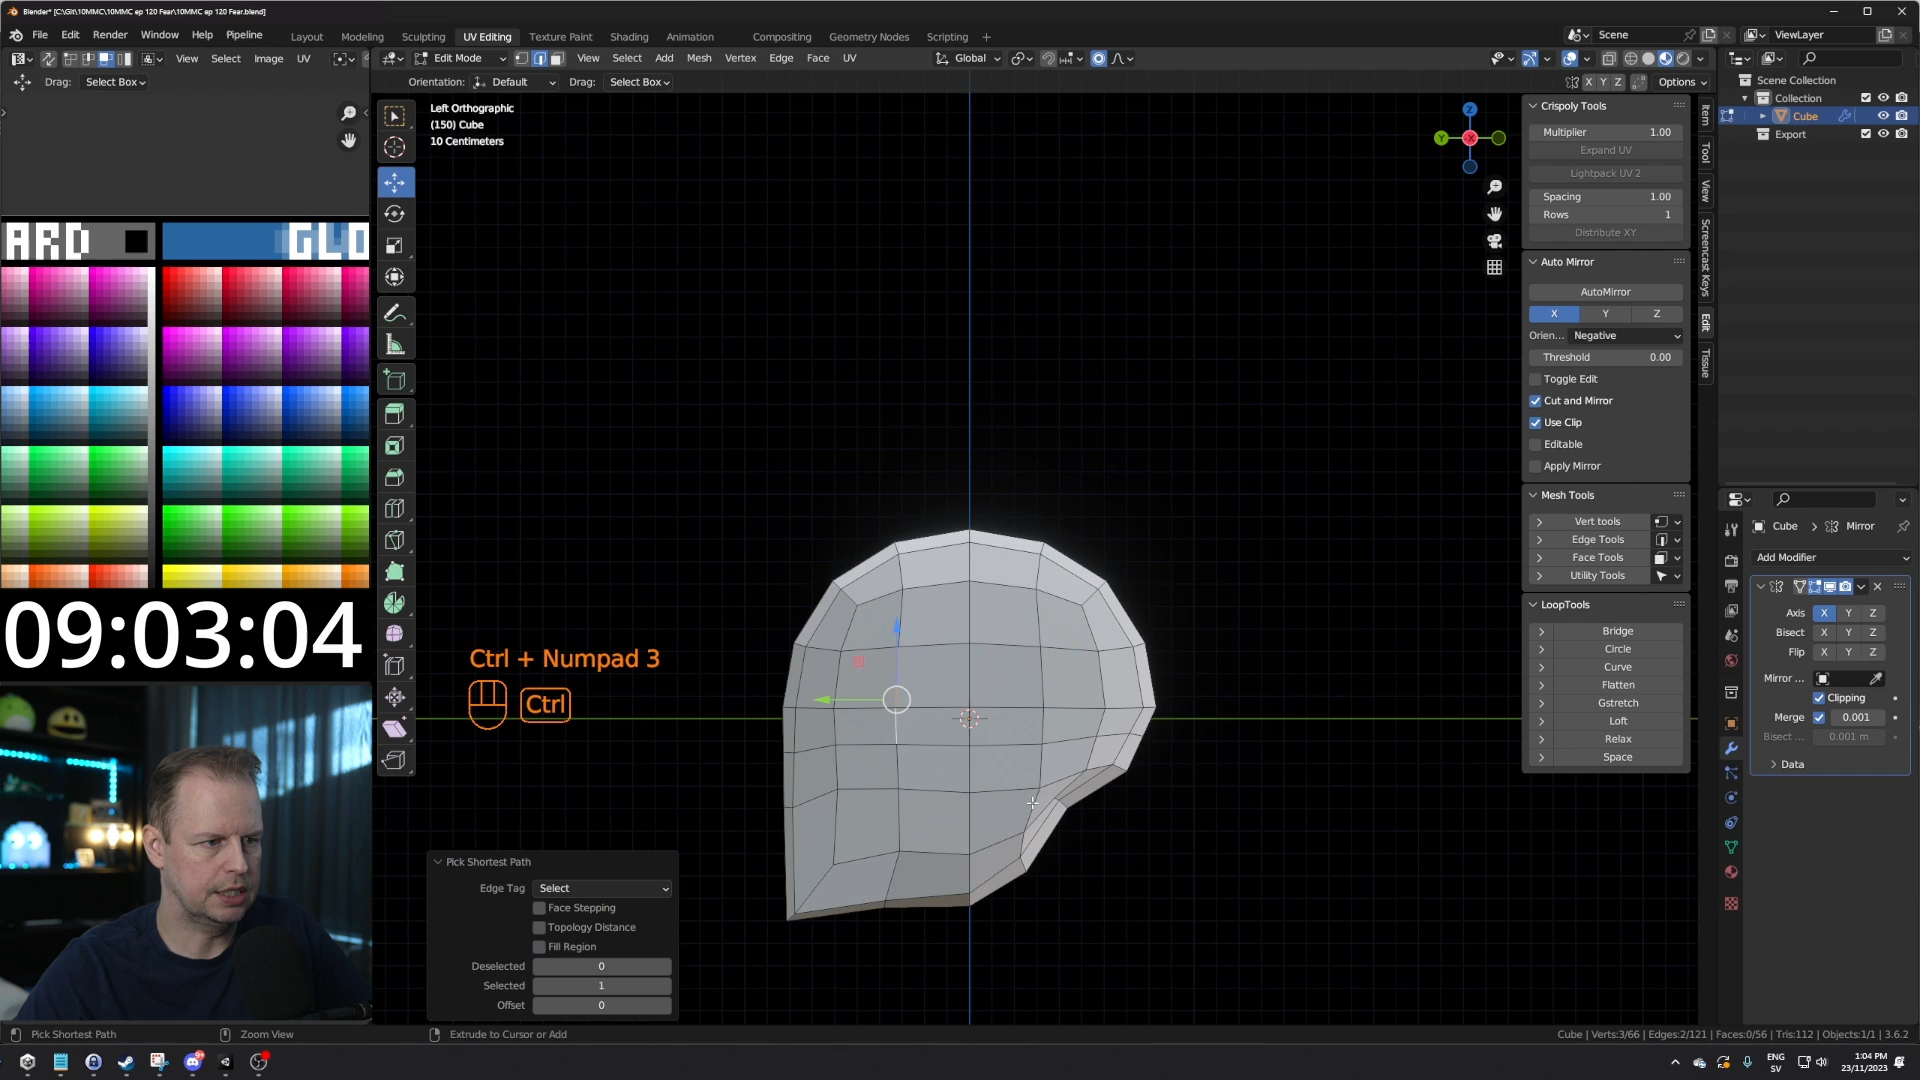 Blender* [C:\Git\10MMC\10MMC ep 120 Fear\10MMC ep 120 Fear.blend]
File Edit Render Window Help Pipeline
Layout Modeling Sculpting UV Editing Texture Paint Shading Animation Compositing Geometry Nodes Scripting
Scene
ViewLayer
View Select Image UV
Edit Mode
View Select Add Mesh Vertex Edge Face UV
Global
Drag: Select Box
Orientation: Default Drag: Select Box
X Y Z Options
Left Orthographic
(150) Cube
10 Centimeters
ARD
GLO
09:03:04
Ctrl + Numpad 3
Ctrl
Z
Y
X
Crispoly Tools
Multiplier 1.00
Expand UV
Lightpack UV 2
Spacing 1.00
Rows 1
Distribute XY
Auto Mirror
AutoMirror
X Y Z
Orien... Negative
Threshold 0.00
Toggle Edit
Cut and Mirror
Use Clip
Editable
Apply Mirror
Mesh Tools
Vert tools
Edge Tools
Face Tools
Utility Tools
LoopTools
Bridge
Circle
Curve
Flatten
Gstretch
Loft
Relax
Space
Item
Tool
View
Screencast Keys
Edit
Tissue
Scene Collection
Collection
Cube
Export
Cube Mirror
Add Modifier
Axis X Y Z
Bisect X Y Z
Flip X Y Z
Mirror ...
Clipping
Merge 0.001
Bisect ... 0.001 m
Data
Pick Shortest Path
Edge Tag Select
Face Stepping
Topology Distance
Fill Region
Deselected 0
Selected 1
Offset 0
Pick Shortest Path Zoom View Extrude to Cursor or Add
Cube | Verts:3/66 | Edges:2/121 | Faces:0/56 | Tris:112 | Objects:1/1 | 3.6.2
9+
ENG
SV
1:04 PM
23/11/2023